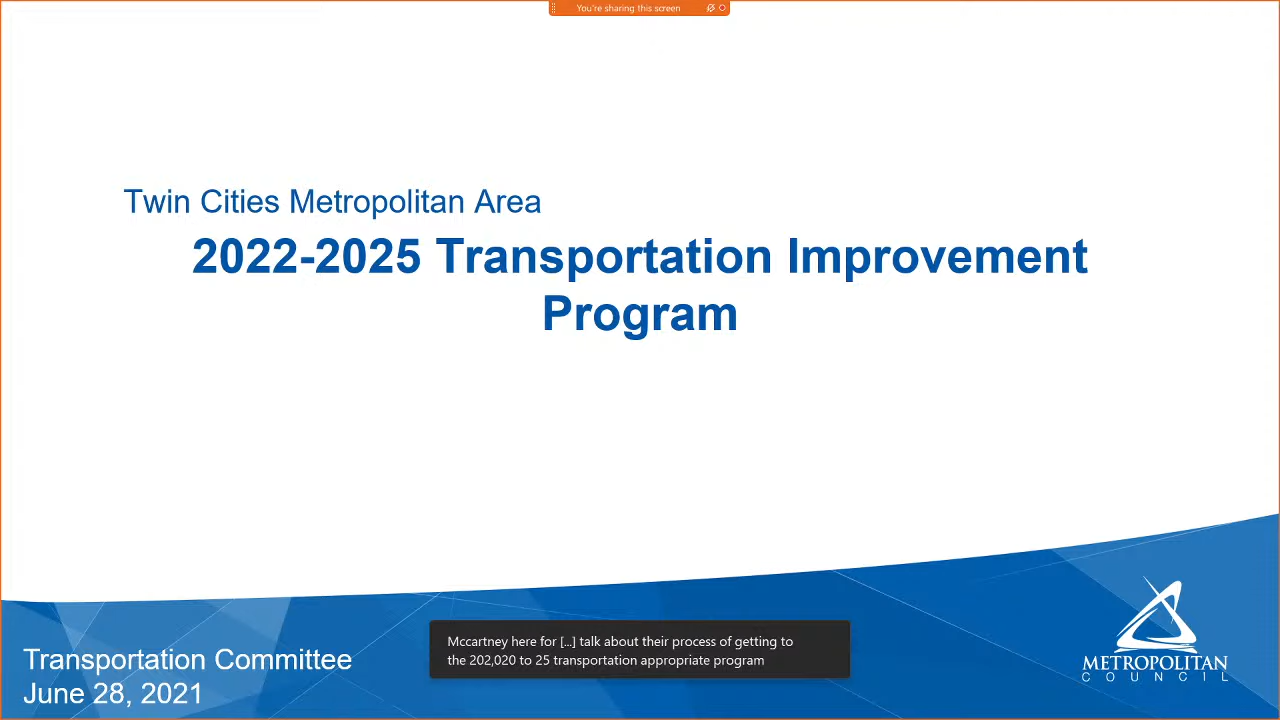 You're sharing this screen
Twin Cities Metropolitan Area
2022-2025 Transportation Improvement
Program
Mccartney here for [...] talk about their process of getting to
the 202,020 to 25 transportation appropriate program
Transportation Committee
June 28, 2021
METROPOLITAN
COUNCIL